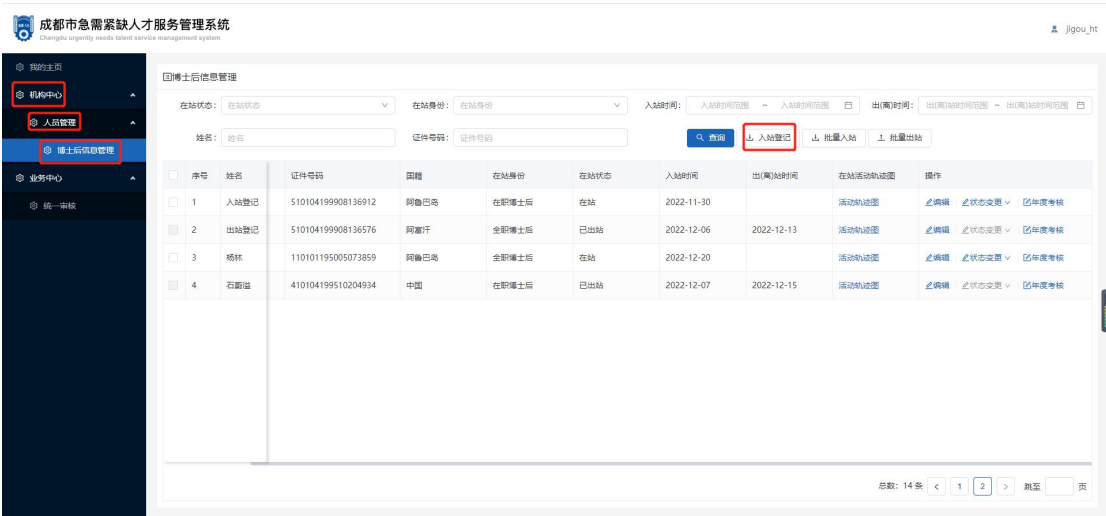 成都市急需紧缺人才服务管理系统
Chengdu urgently needs talent service management system
jigou_ht
我的主页
机构中心
人员管理
博士后信息管理
业务中心
统一审核
博士后信息管理
在站状态: 在站状态 在站身份: 在站身份 入站时间: 入站时间范围 ~ 入站时间范围 出(离)时间: 出(离)站时间范围 ~ 出(离)站时间范围
姓名: 姓名 证件号码: 证件号码 查询 入站登记 批量入站 批量出站
序号 姓名 证件号码 国籍 在站身份 在站状态 入站时间 出(离)站时间 在站活动轨迹图 操作
1 入站登记 510104199908136912 阿鲁巴岛 在职博士后 在站 2022-11-30 活动轨迹图 编辑 状态变更 年度考核
2 出站登记 510104199908136576 阿富汗 全职博士后 已出站 2022-12-06 2022-12-13 活动轨迹图 编辑 状态变更 年度考核
3 杨林 110101195005073859 阿鲁巴岛 全职博士后 在站 2022-12-20 活动轨迹图 编辑 状态变更 年度考核
4 石蔚溢 410104199510204934 中国 在职博士后 已出站 2022-12-07 2022-12-15 活动轨迹图 编辑 状态变更 年度考核
总数: 14 条 < 1 2 > 跳至 页